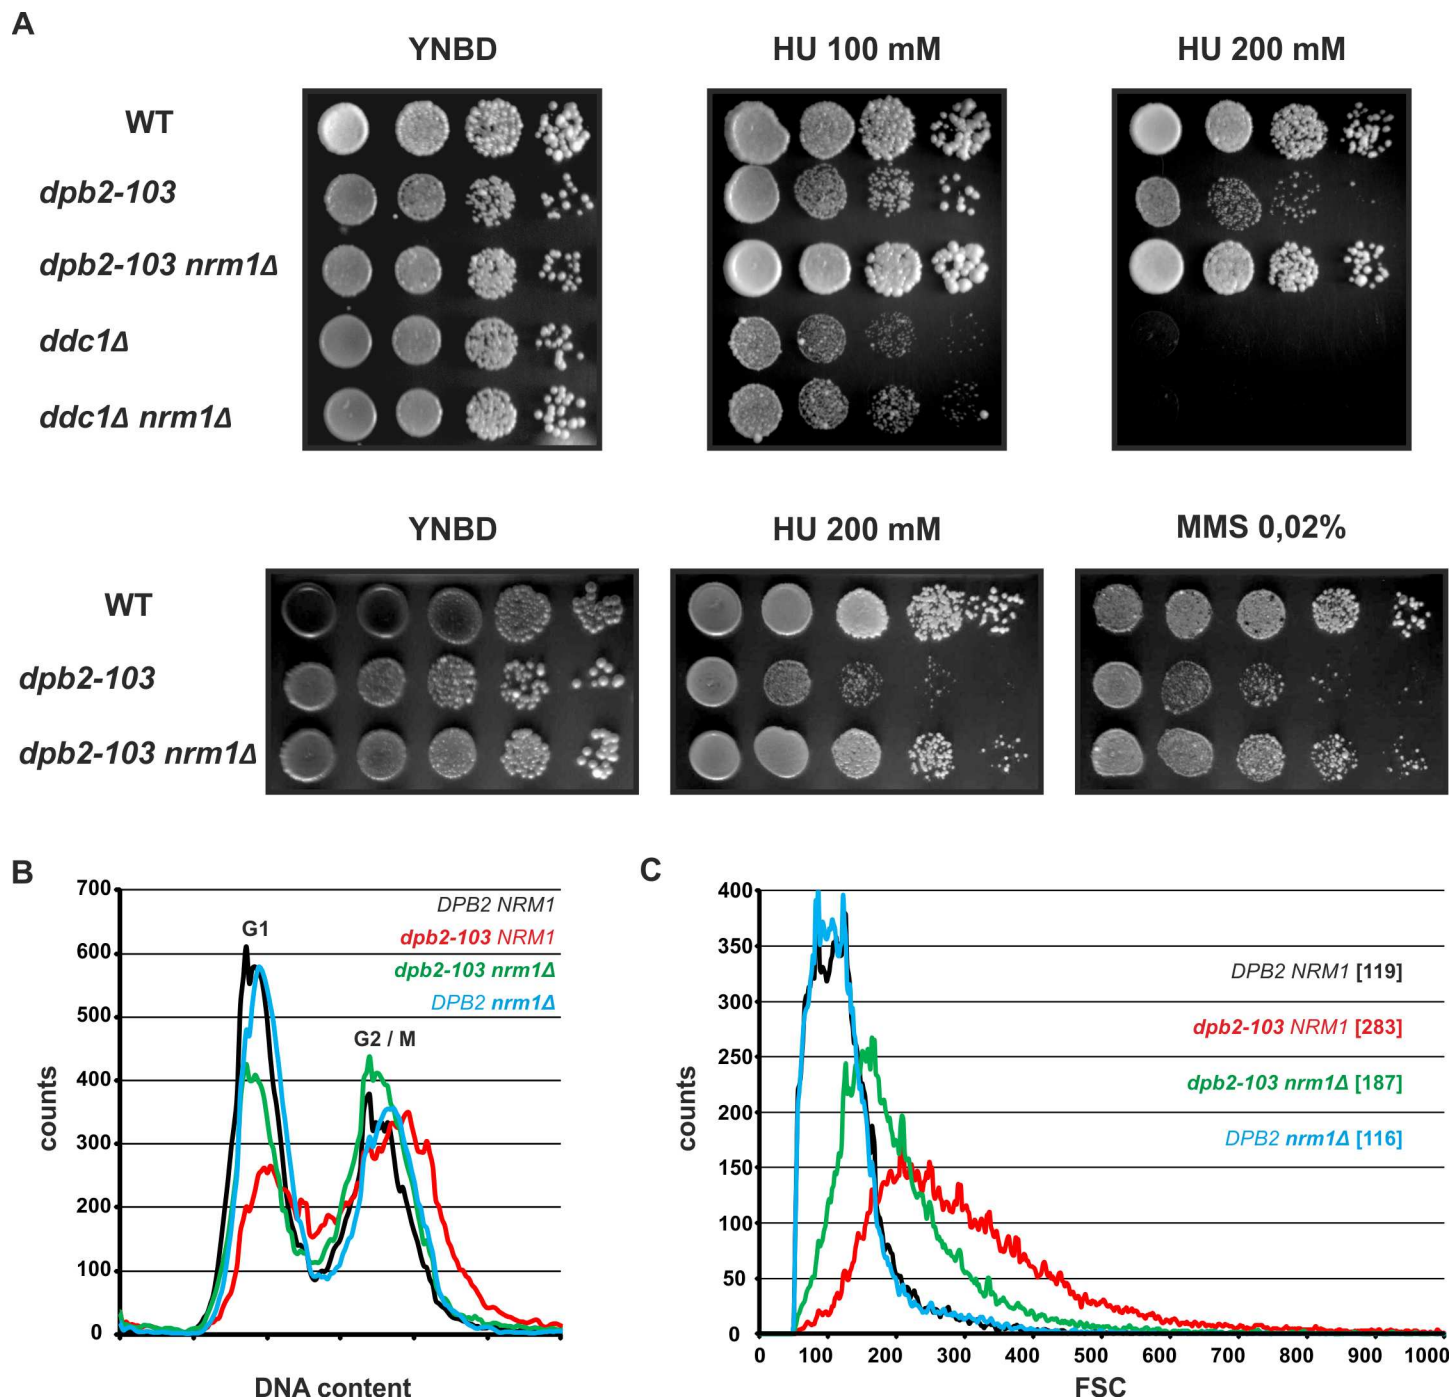 A
YNBD
HU 100 mM
HU 200 mM
WT
dpb2-103
dpb2-103 nrm1Δ
ddc1Δ
ddc1Δ nrm1Δ
YNBD
HU 200 mM
MMS 0,02%
WT
dpb2-103
dpb2-103 nrm1Δ
B
700
600
500
400
300
200
100
0
counts
G1
G2 / M
DPB2 NRM1
dpb2-103 NRM1
dpb2-103 nrm1Δ
DPB2 nrm1Δ
DNA content
C
400
350
300
250
200
150
100
50
0
counts
DPB2 NRM1 [119]
dpb2-103 NRM1 [283]
dpb2-103 nrm1Δ [187]
DPB2 nrm1Δ [116]
0 100 200 300 400 500 600 700 800 900 1000
FSC